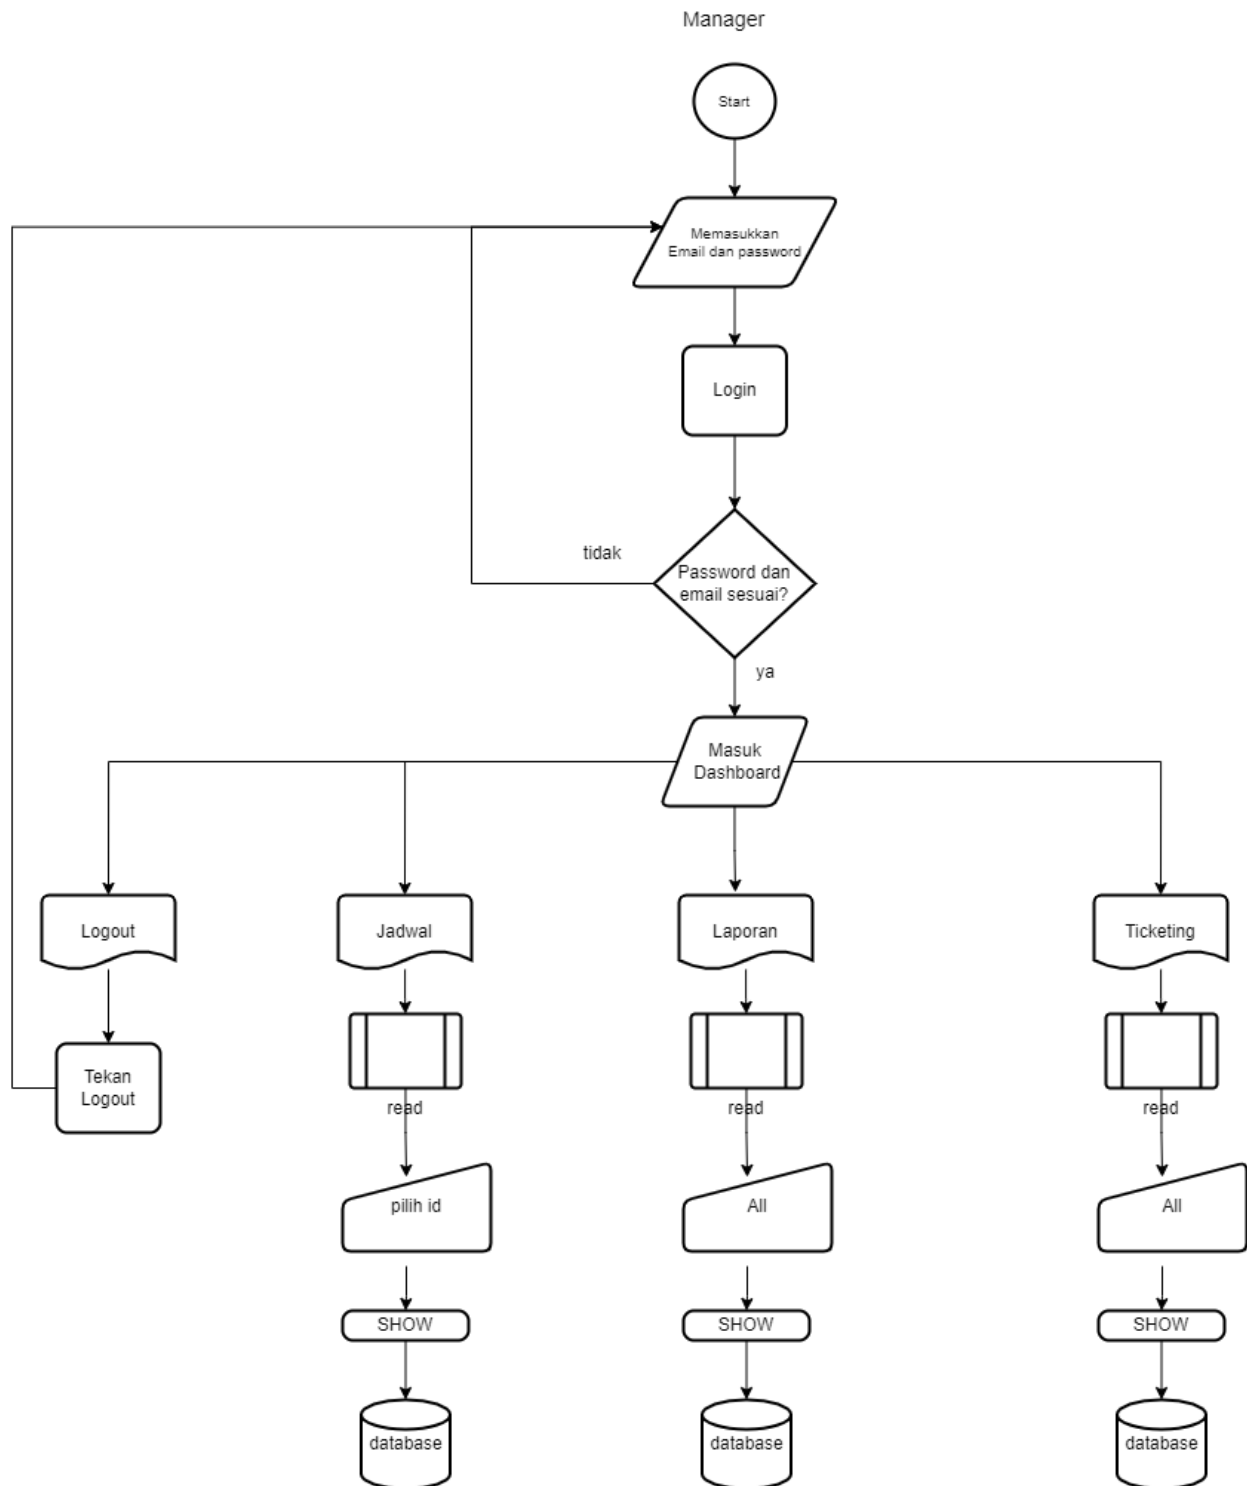 Manager
Start
Memasukkan
Email dan password
Login
tidak
Password dan
email sesuai?
ya
Masuk
Dashboard
Logout
Jadwal
Laporan
Ticketing
Tekan
Logout
read
read
read
pilih id
All
All
SHOW
SHOW
SHOW
database
database
database